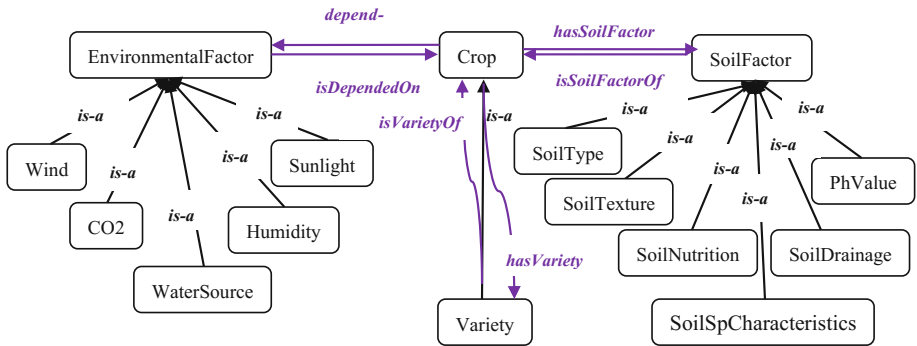 depend-
EnvironmentalFactor
Crop
hasSoilFactor
SoilFactor
isDependedOn
isSoilFactorOf
isVarietyOf
is-a
is-a
is-a
is-a
is-a
is-a
Wind
Sunlight
SoilType
PhValue
is-a
is-a
is-a
is-a
SoilTexture
CO2
Humidity
is-a
is-a
SoilNutrition
SoilDrainage
hasVariety
WaterSource
Variety
SoilSpCharacteristics